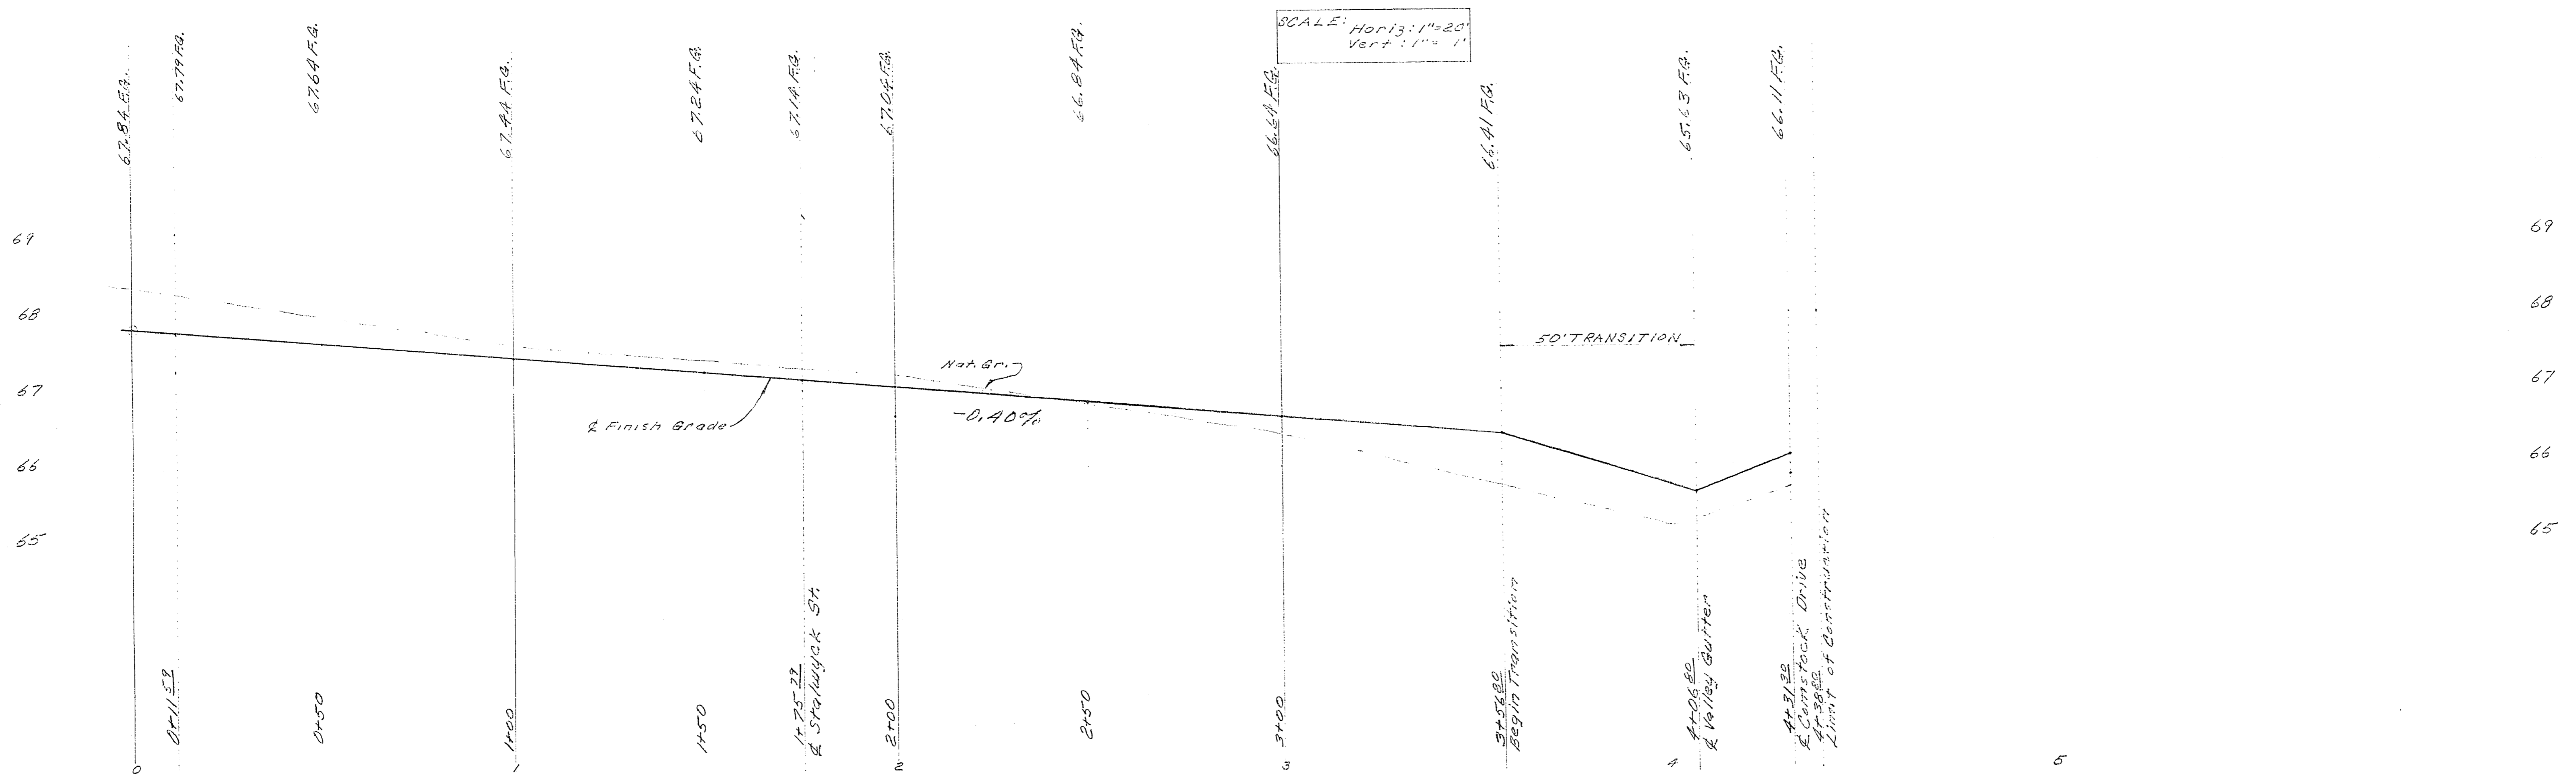 SCALE: Horiz: 1"=20'
Vert: 1"= 1'
67.84 F.G.
67.79 F.G.
67.64 F.G.
67.44 F.G.
67.24 F.G.
67.14 F.G.
67.04 F.G.
66.84 F.G.
66.64 F.G.
66.41 F.G.
65.63 F.G.
66.11 F.G.
69
69
68
68
50' TRANSITION
Nat. Gr.
67
67
-0.40%
℄ Finish Grade
66
66
65
65
0+11 59
0+50
1+00
1+50
1+75 79
℄ Stalwyck St.
2+00
2+50
3+00
3+56 80
Begin Transition
4+06 80
℄ Valley Gutter
4+31 30
℄ Comstock Drive
4+38 80
Limit of Construction
0
1
2
3
4
5